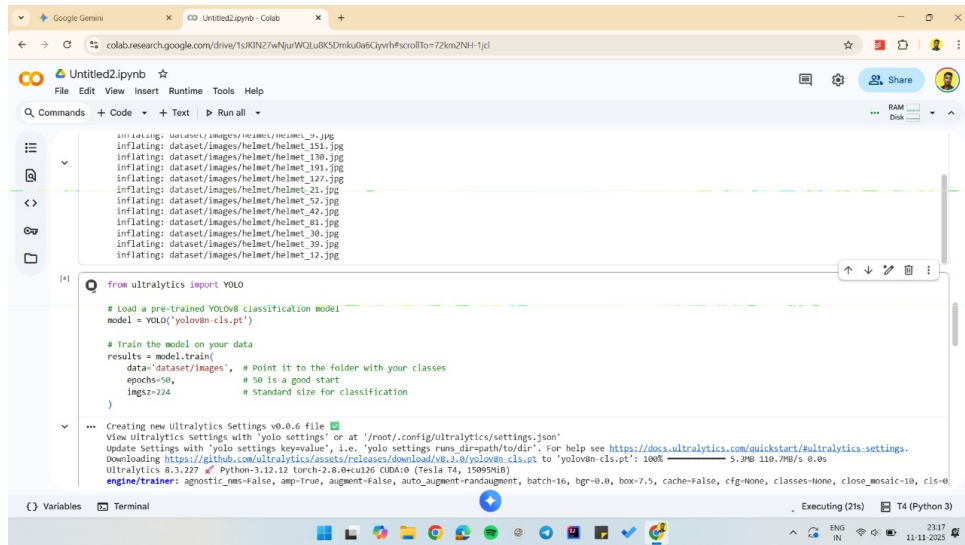 Google Gemini
Untitled2.ipynb - Colab
colab.research.google.com/drive/1sJKIN27wNjurWQLu8K5Dmku0a6Ciyvrh#scrollTo=72km2NH-1jcl
Untitled2.ipynb
File Edit View Insert Runtime Tools Help
Share
Commands + Code + Text Run all
RAM
Disk
inflating: dataset/images/helmet/helmet_9.jpg
inflating: dataset/images/helmet/helmet_151.jpg
inflating: dataset/images/helmet/helmet_130.jpg
inflating: dataset/images/helmet/helmet_191.jpg
inflating: dataset/images/helmet/helmet_127.jpg
inflating: dataset/images/helmet/helmet_21.jpg
inflating: dataset/images/helmet/helmet_52.jpg
inflating: dataset/images/helmet/helmet_42.jpg
inflating: dataset/images/helmet/helmet_81.jpg
inflating: dataset/images/helmet/helmet_30.jpg
inflating: dataset/images/helmet/helmet_39.jpg
inflating: dataset/images/helmet/helmet_12.jpg
[4]
from ultralytics import YOLO
# Load a pre-trained YOLOv8 classification model
model = YOLO('yolov8n-cls.pt')
# Train the model on your data
results = model.train(
data='dataset/images', # Point it to the folder with your classes
epochs=50, # 50 is a good start
imgsz=224 # Standard size for classification
)
Creating new Ultralytics Settings v0.0.6 file ✅
View Ultralytics Settings with 'yolo settings' or at '/root/.config/Ultralytics/settings.json'
Update Settings with 'yolo settings key=value', i.e. 'yolo settings runs_dir=path/to/dir'. For help see https://docs.ultralytics.com/quickstart/#ultralytics-settings.
Downloading https://github.com/ultralytics/assets/releases/download/v8.3.0/yolov8n-cls.pt to 'yolov8n-cls.pt': 100% ━━━━━━━━━━━━ 5.3MB 110.7MB/s 0.0s
Ultralytics 8.3.227 🚀 Python-3.12.12 torch-2.8.0+cu126 CUDA:0 (Tesla T4, 15095MiB)
engine/trainer: agnostic_nms=False, amp=True, augment=False, auto_augment=randaugment, batch=16, bgr=0.0, box=7.5, cache=False, cfg=None, classes=None, close_mosaic=10, cls=0
Variables Terminal
Executing (21s) T4 (Python 3)
ENG
IN
23:17
11-11-2025